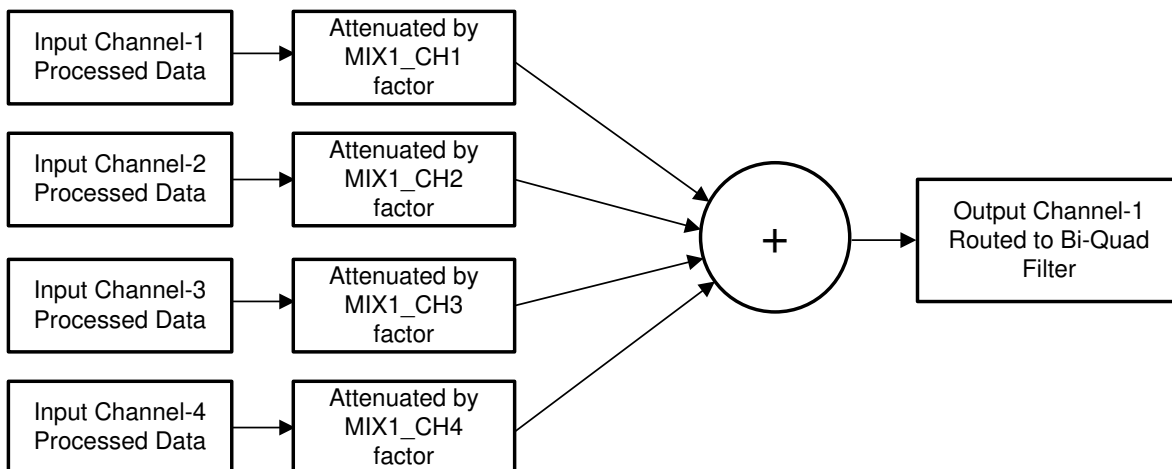 Input Channel-1
Processed Data
Attenuated by
MIX1_CH1
factor
Input Channel-2
Processed Data
Attenuated by
MIX1_CH2
factor
Input Channel-3
Processed Data
Attenuated by
MIX1_CH3
factor
Input Channel-4
Processed Data
Attenuated by
MIX1_CH4
factor
+
Output Channel-1
Routed to Bi-Quad
Filter